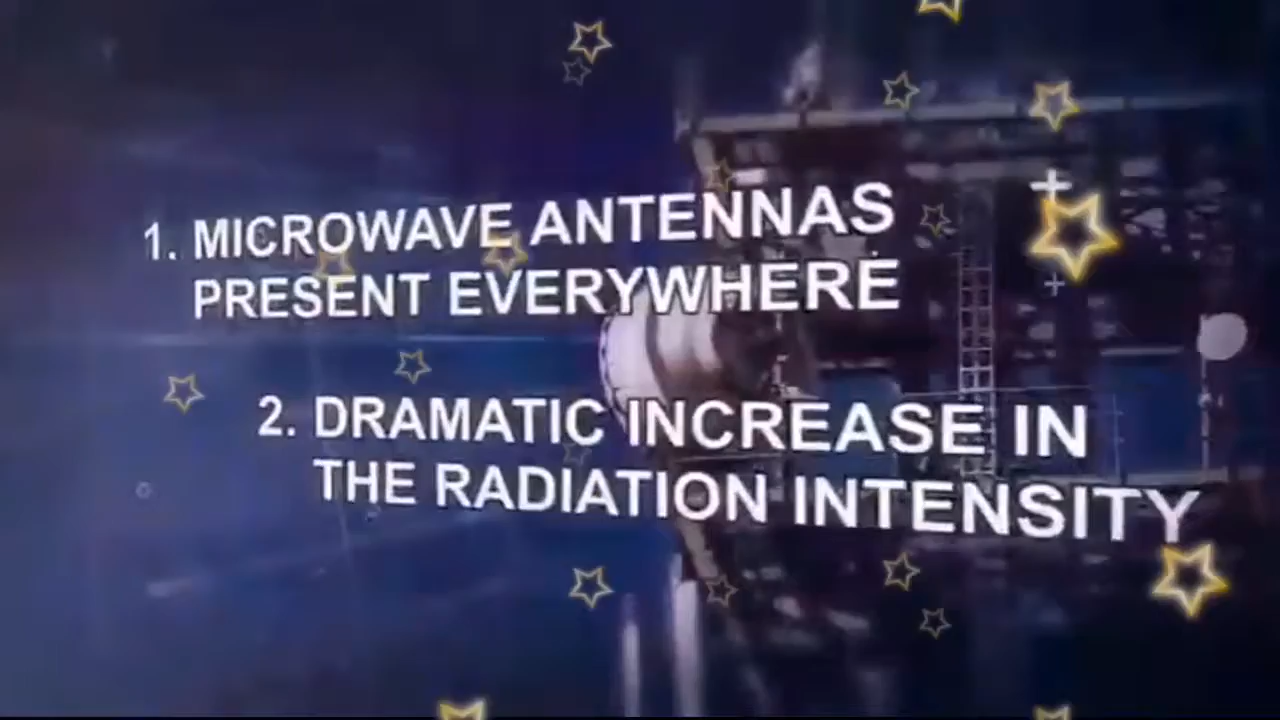 1. MICROWAVE ANTENNAS
PRESENT EVERYWHERE
2. DRAMATIC INCREASE IN
THE RADIATION INTENSITY